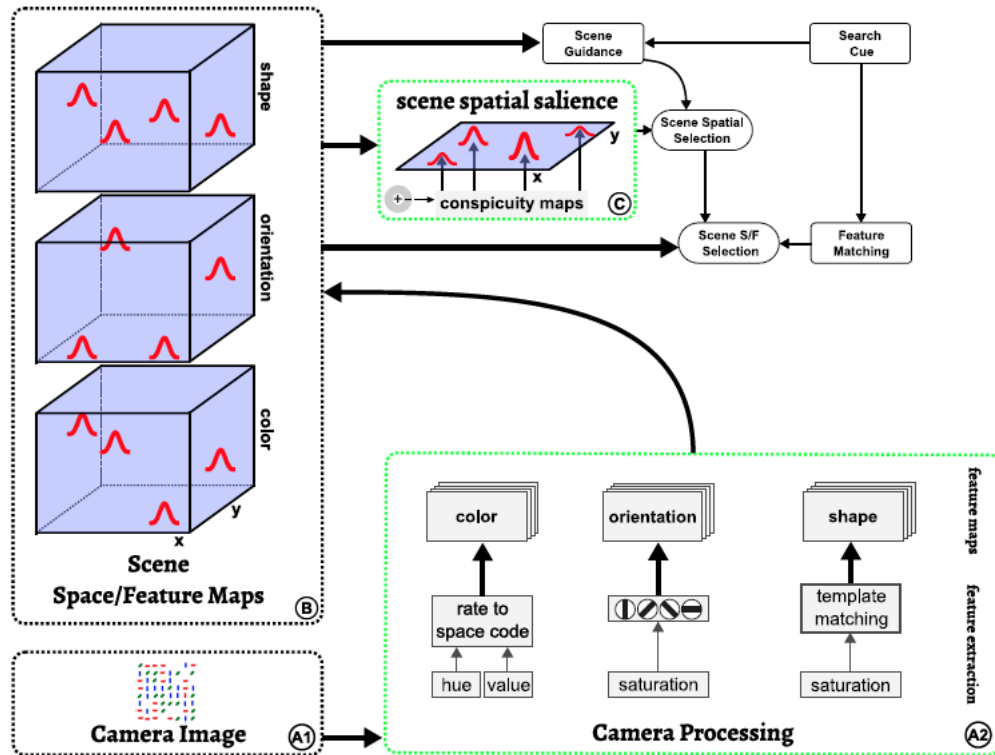 shape
orientation
color
y
x
Scene
Space/Feature Maps
B
scene spatial salience
y
x
+
conspicuity maps
C
Scene
Guidance
Search
Cue
Scene Spatial
Selection
Scene S/F
Selection
Feature
Matching
Camera Image
A1
color
orientation
shape
feature maps
rate to
space code
template
matching
feature extraction
hue
value
saturation
saturation
Camera Processing
A2